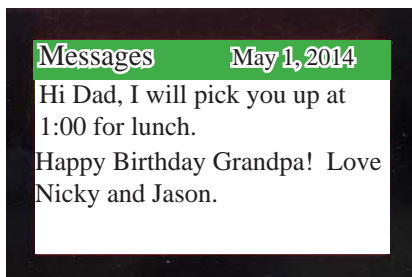 Messages May 1, 2014
Hi Dad, I will pick you up at
1:00 for lunch.
Happy Birthday Grandpa!  Love
Nicky and Jason.